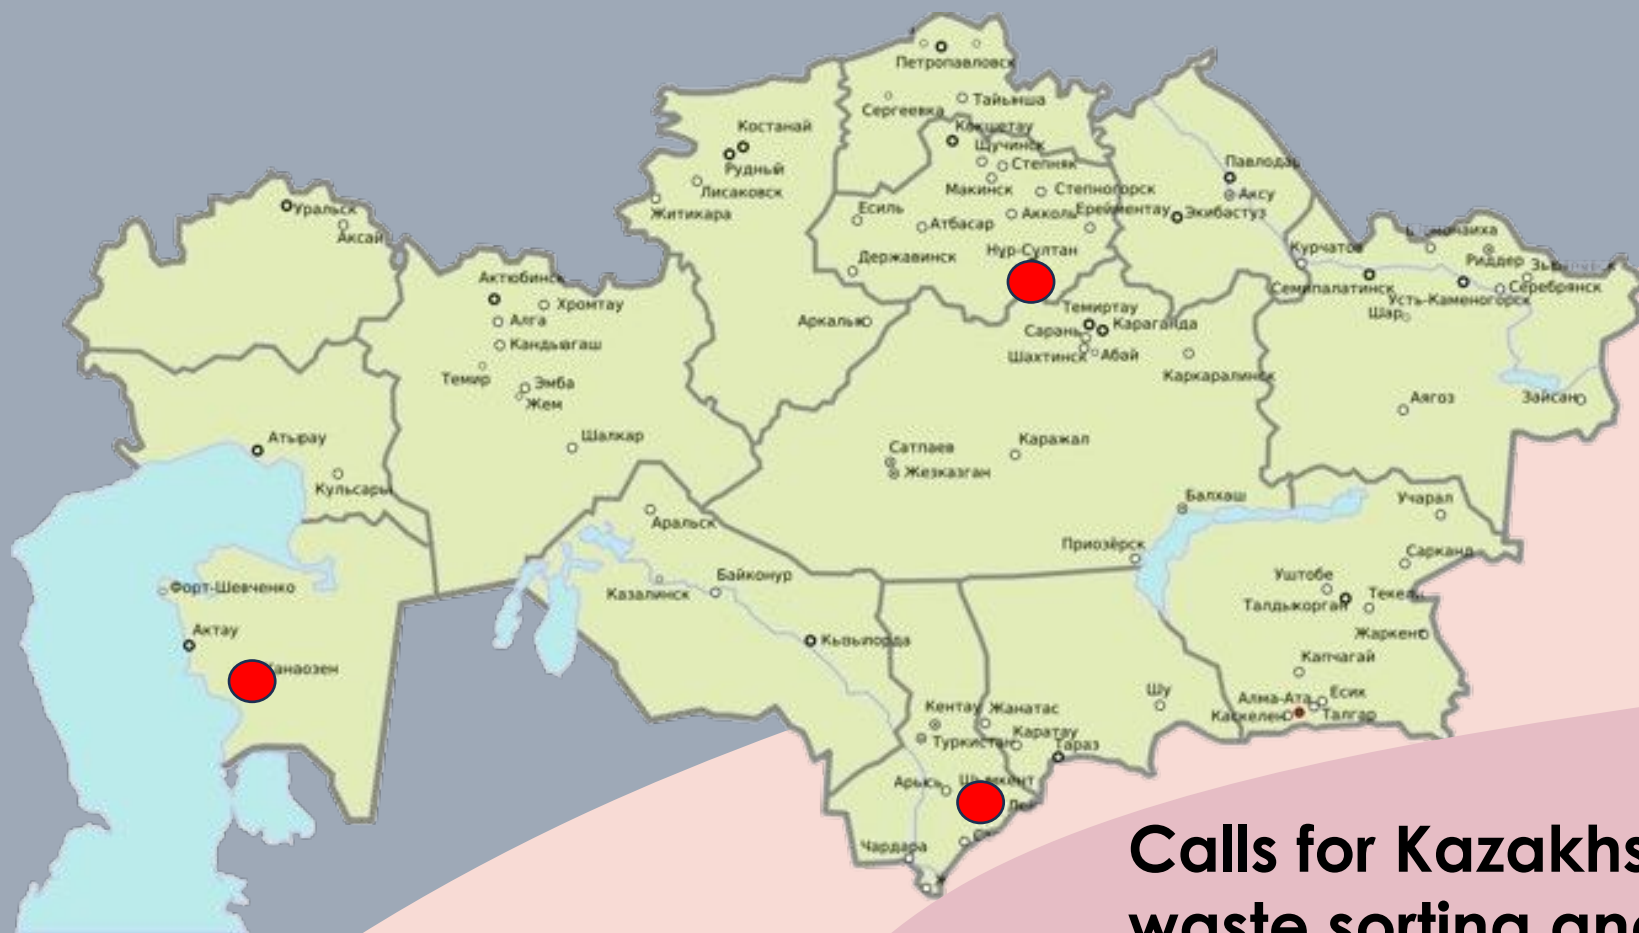 Петропавловск
Сергеевка
Тайынша
Кокшетау
Щучинск
Степняк
Макинск
Степногорск
Костанай
Рудный
Лисаковск
Житикара
Есиль
Атбасар
Акколь
Ерейментау
Державинск
Нур-Султан
Павлодар
Аксу
Экибастуз
Курчатов
Семипалатинск
Риддер
Усть-Каменогорск
Серебрянск
Шар
Уральск
Аксай
Актюбинск
Хромтау
Алга
Кандыагаш
Темир
Эмба
Жем
Шалкар
Аркалык
Темиртау
Сарань
Караганда
Шахтинск
Абай
Каркаралинск
Аягоз
Зайсан
Атырау
Кульсары
Сатпаев
Жезказган
Каражал
Балхаш
Приозёрск
Учарал
Сарканд
Уштобе
Текели
Талдыкорган
Жаркент
Капчагай
Алма-Ата
Есик
Каскелен
Талгар
Аральск
Казалинск
Байконур
Кызылорда
Форт-Шевченко
Актау
Кентау
Жанатас
Туркистан
Каратау
Тараз
Шу
Арысь
Чардара
Calls for Kazakhs
waste sorting and